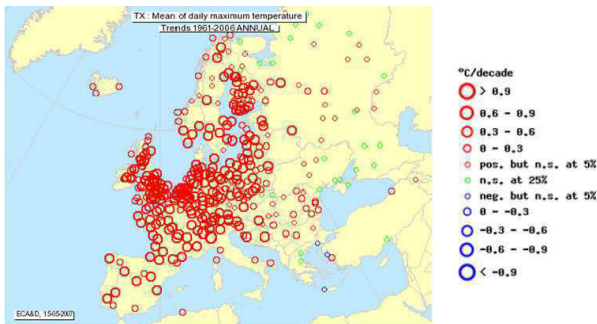 TX : Mean of daily maximum temperature
Trends 1961-2006 ANNUAL
°C/decade
> 0.9
0.6 - 0.9
0.3 - 0.6
0 - 0.3
pos. but n.s. at 5%
n.s. at 25%
neg. but n.s. at 5%
0 - -0.3
-0.3 - -0.6
-0.6 - -0.9
< -0.9
ECA&D, 15-05-2007